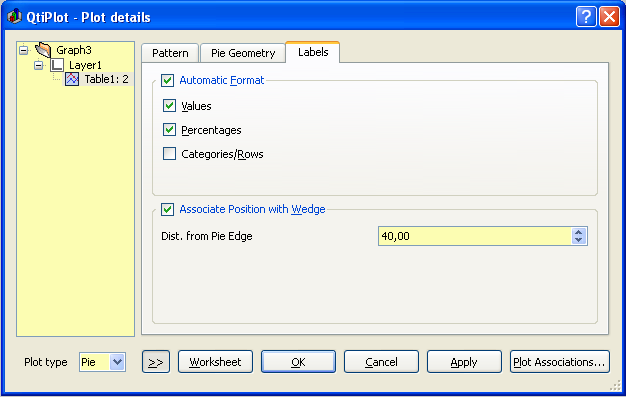 QtiPlot - Plot details
Graph3
Layer1
Table1: 2
Pattern
Pie Geometry
Labels
Automatic Format
Values
Percentages
Categories/Rows
Associate Position with Wedge
Dist. from Pie Edge
40,00
Plot type
Pie
>>
Worksheet
OK
Cancel
Apply
Plot Associations...